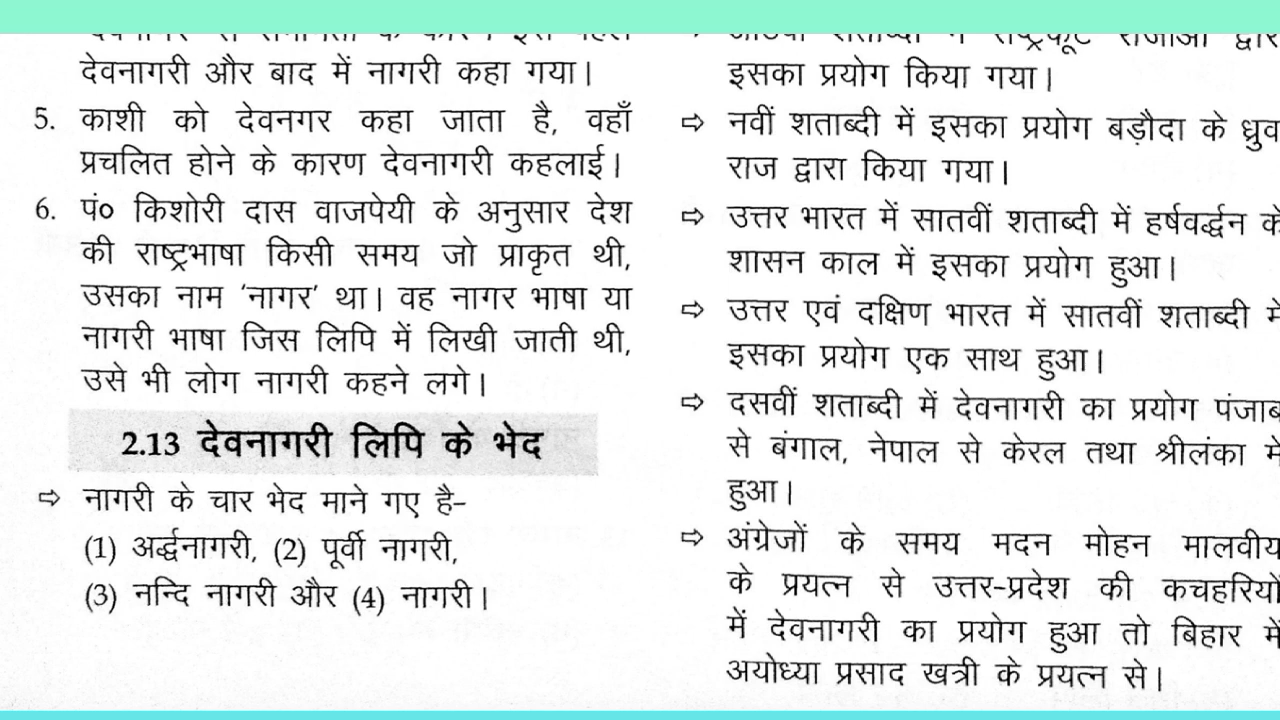 देवनागरी और बाद में नागरी कहा गया।
5. काशी को देवनगर कहा जाता है, वहाँ
प्रचलित होने के कारण देवनागरी कहलाई।
6. पं० किशोरी दास वाजपेयी के अनुसार देश
की राष्ट्रभाषा किसी समय जो प्राकृत थी,
उसका नाम ‘नागर’ था। वह नागर भाषा या
नागरी भाषा जिस लिपि में लिखी जाती थी,
उसे भी लोग नागरी कहने लगे।
2.13 देवनागरी लिपि के भेद
⇨ नागरी के चार भेद माने गए है-
(1) अर्द्धनागरी, (2) पूर्वी नागरी,
(3) नन्दि नागरी और (4) नागरी।
इसका प्रयोग किया गया।
⇨ नवीं शताब्दी में इसका प्रयोग बड़ौदा के ध्रुव
राज द्वारा किया गया।
⇨ उत्तर भारत में सातवीं शताब्दी में हर्षवर्द्धन के
शासन काल में इसका प्रयोग हुआ।
⇨ उत्तर एवं दक्षिण भारत में सातवीं शताब्दी में
इसका प्रयोग एक साथ हुआ।
⇨ दसवीं शताब्दी में देवनागरी का प्रयोग पंजाब
से बंगाल, नेपाल से केरल तथा श्रीलंका में
हुआ।
⇨ अंग्रेजों के समय मदन मोहन मालवीय
के प्रयत्न से उत्तर-प्रदेश की कचहरियों
में देवनागरी का प्रयोग हुआ तो बिहार में
अयोध्या प्रसाद खत्री के प्रयत्न से।